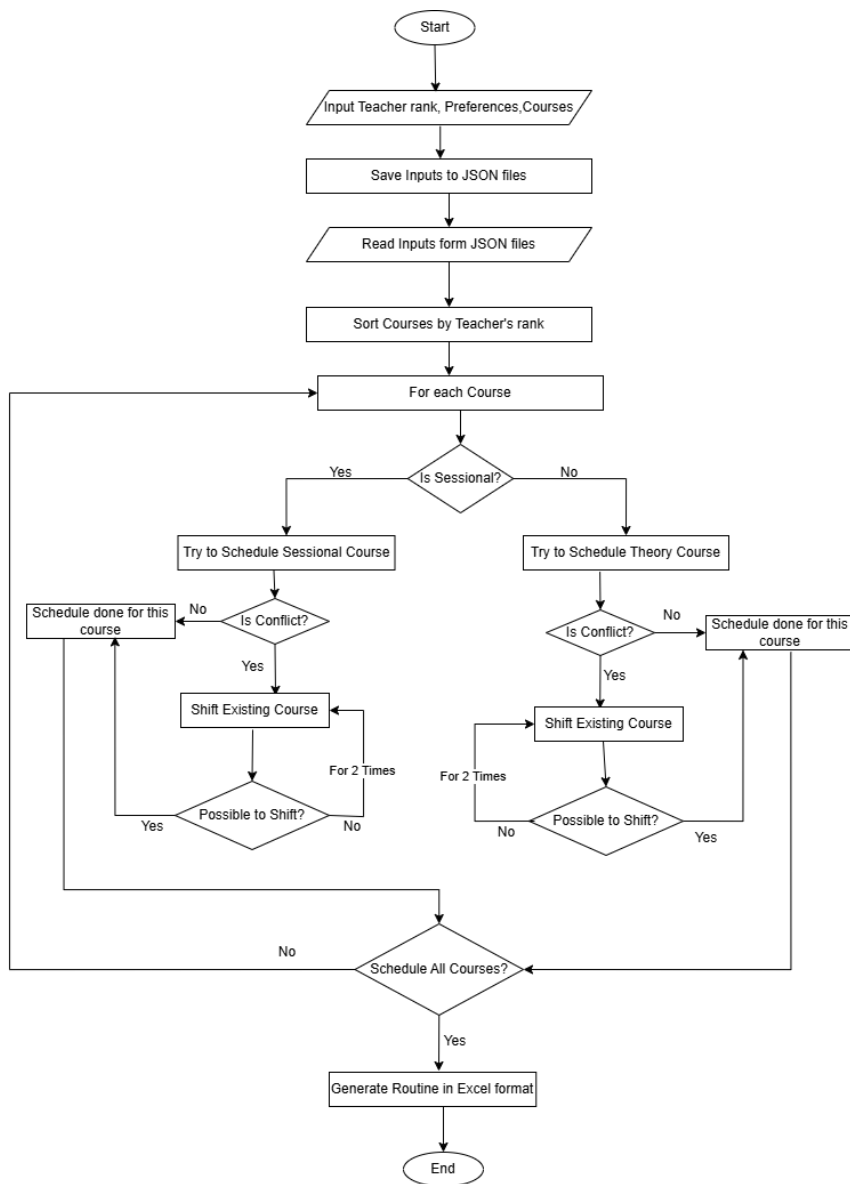 Start
Input Teacher rank, Preferences,Courses
Save Inputs to JSON files
Read Inputs form JSON files
Sort Courses by Teacher's rank
For each Course
Is Sessional?
Yes
No
Try to Schedule Sessional Course
Try to Schedule Theory Course
Schedule done for this
course
No
Is Conflict?
Yes
Is Conflict?
No
Schedule done for this
course
Yes
Shift Existing Course
Shift Existing Course
For 2 Times
For 2 Times
Possible to Shift?
Yes
No
Possible to Shift?
No
Yes
No
Schedule All Courses?
Yes
Generate Routine in Excel format
End